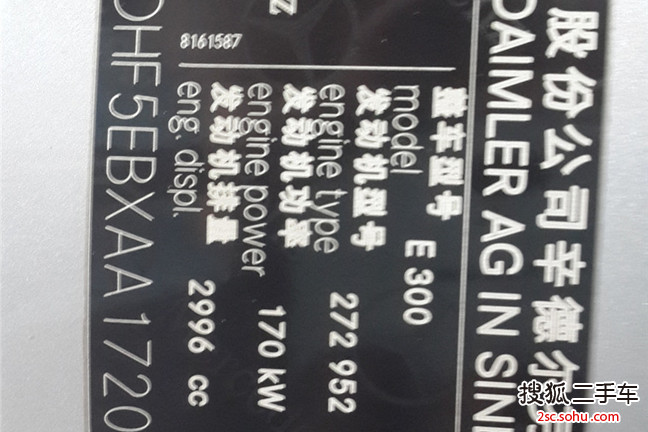 股份公司辛德尔
DAIMLER AG IN SIN
整车型号
model E 300
发动机型号
engine type 272 952
发动机功率
engine power 170 kW
发动机排量
eng. displ. 2996 cc
8161587
DHF5EBXAA1720
搜狐二手车
2sc.sohu.com